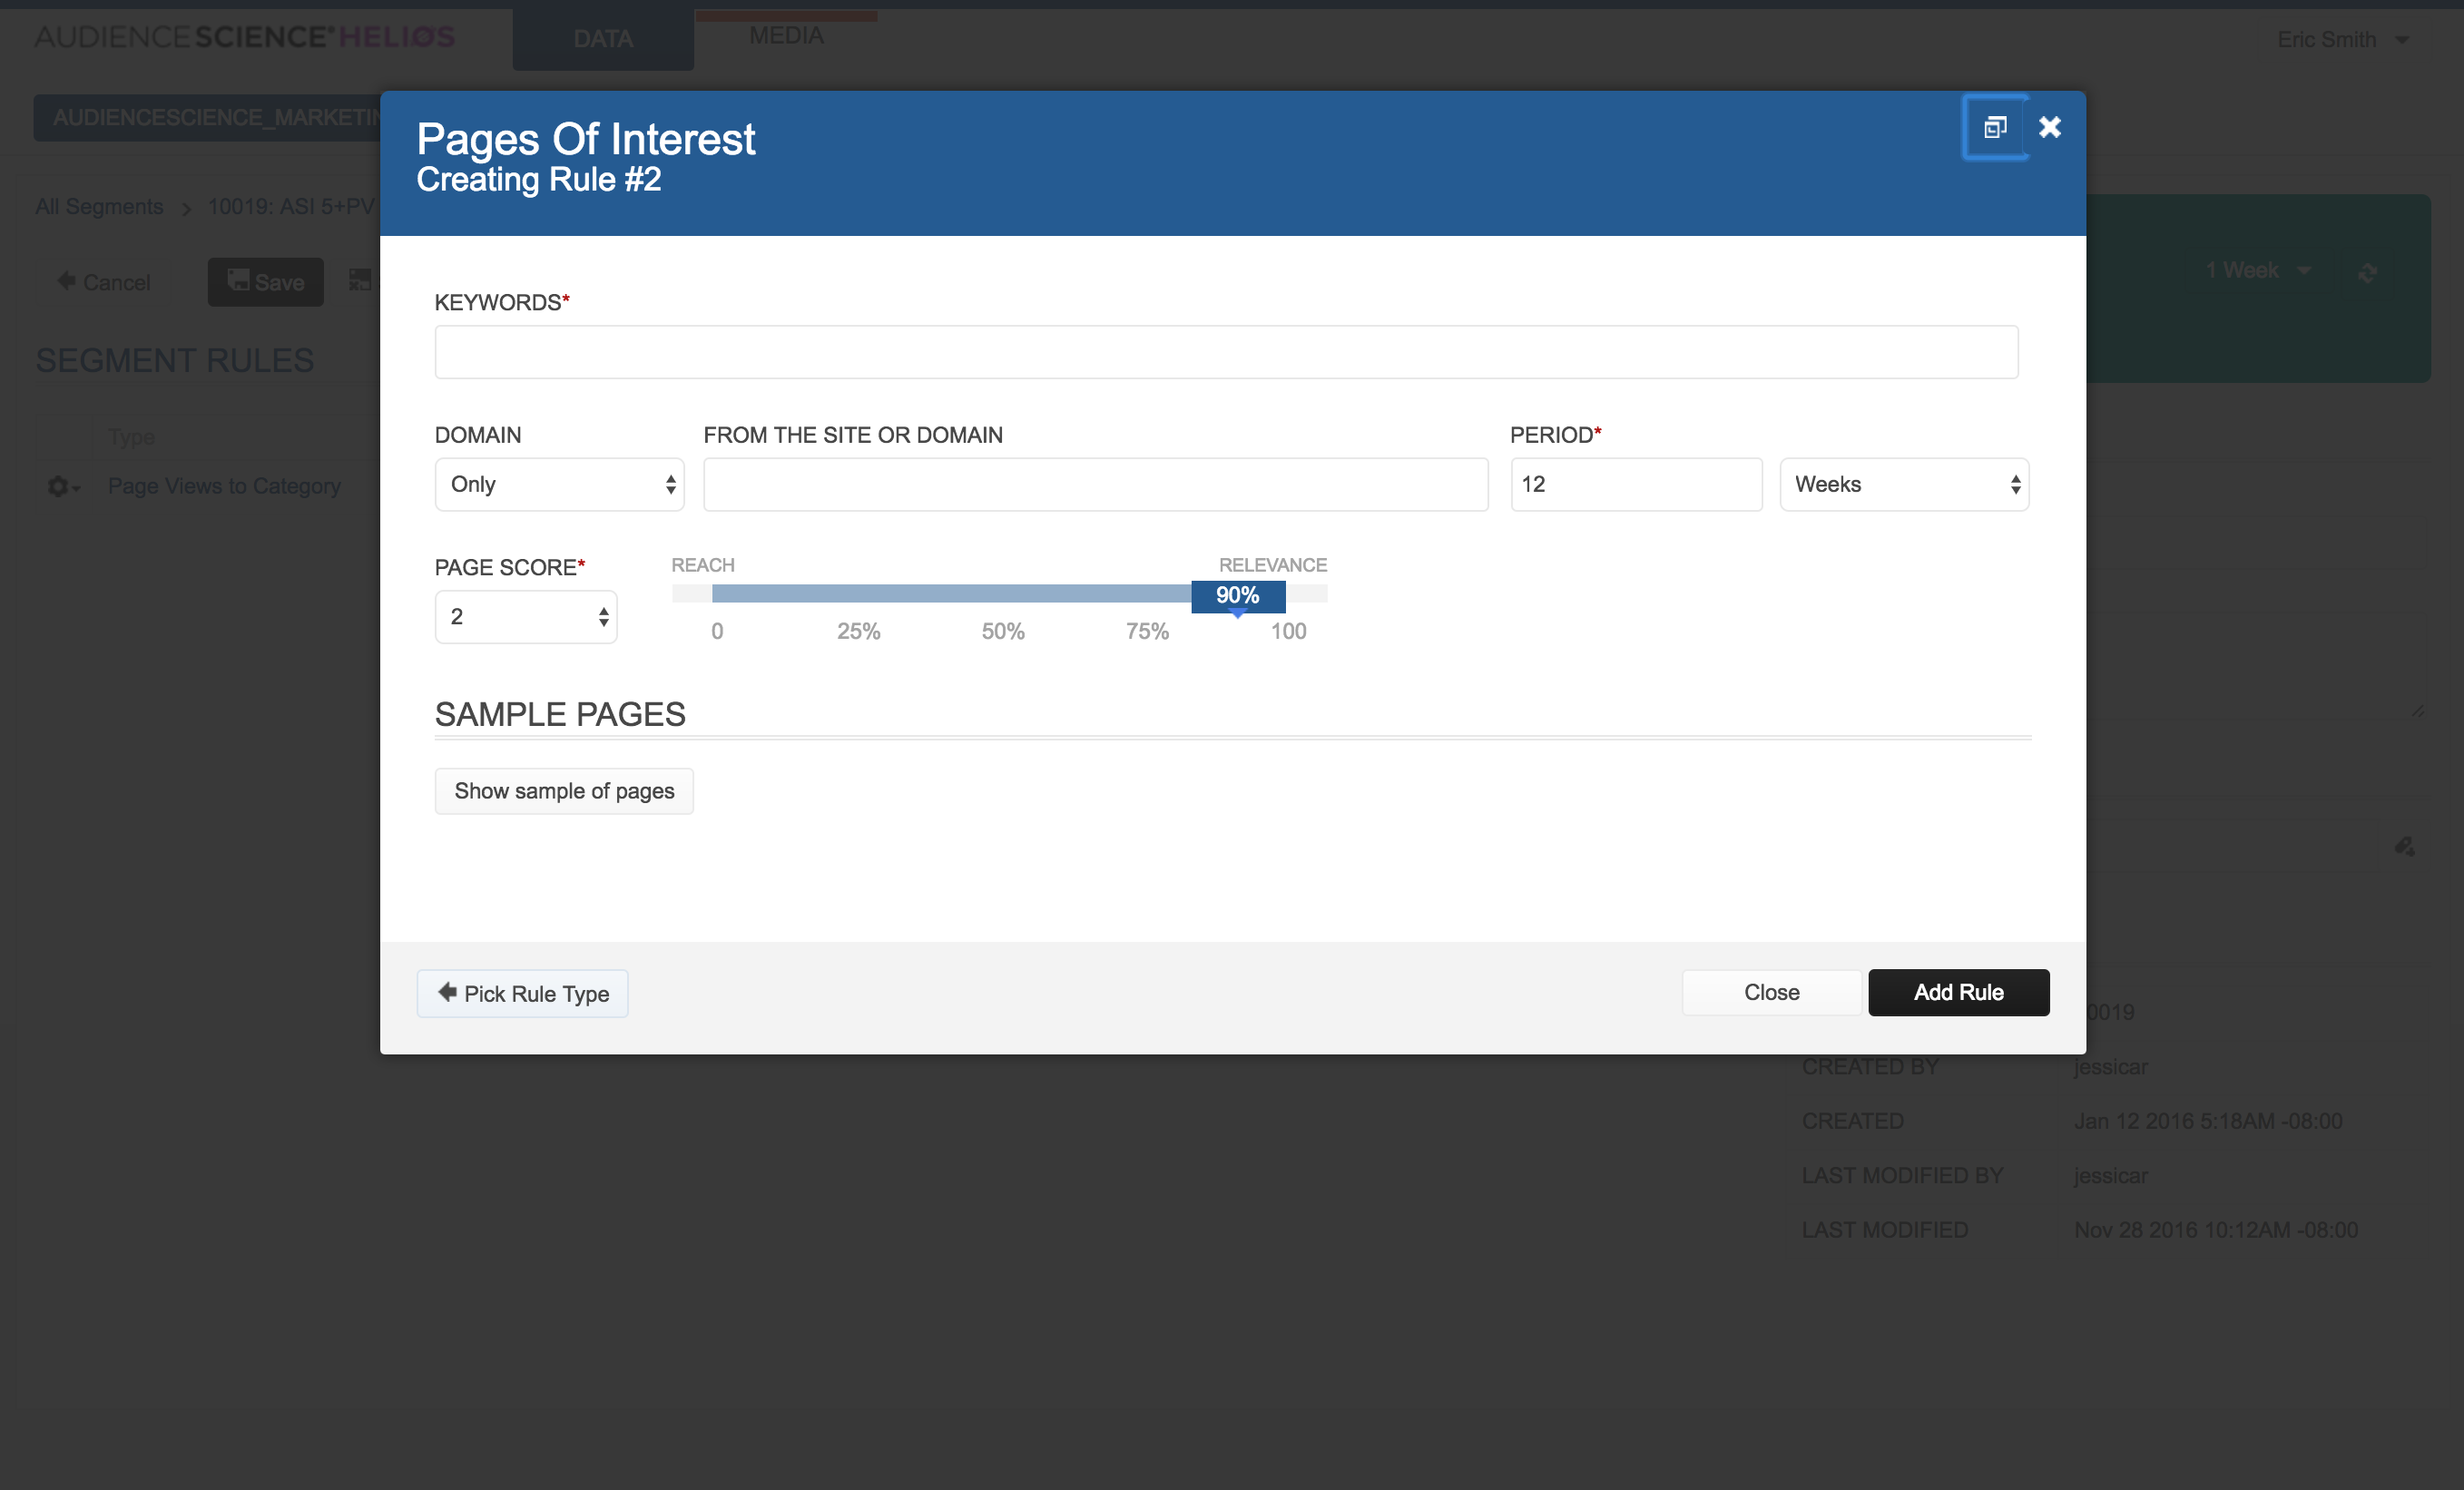 AUDIENCESCIENCE® HELIOS
DATA
MEDIA
Eric Smith
AUDIENCESCIENCE_MARKETIN
Pages Of Interest
Creating Rule #2
All Segments > 10019: ASI 5+PV
Cancel
Save
1 Week
SEGMENT RULES
Type
Page Views to Category
KEYWORDS*
DOMAIN
FROM THE SITE OR DOMAIN
PERIOD*
Only
12
Weeks
PAGE SCORE*
REACH
RELEVANCE
2
90%
0 25% 50% 75% 100
SAMPLE PAGES
Show sample of pages
Pick Rule Type
Close
Add Rule
0019
CREATED BY jessicar
CREATED Jan 12 2016 5:18AM -08:00
LAST MODIFIED BY jessicar
LAST MODIFIED Nov 28 2016 10:12AM -08:00